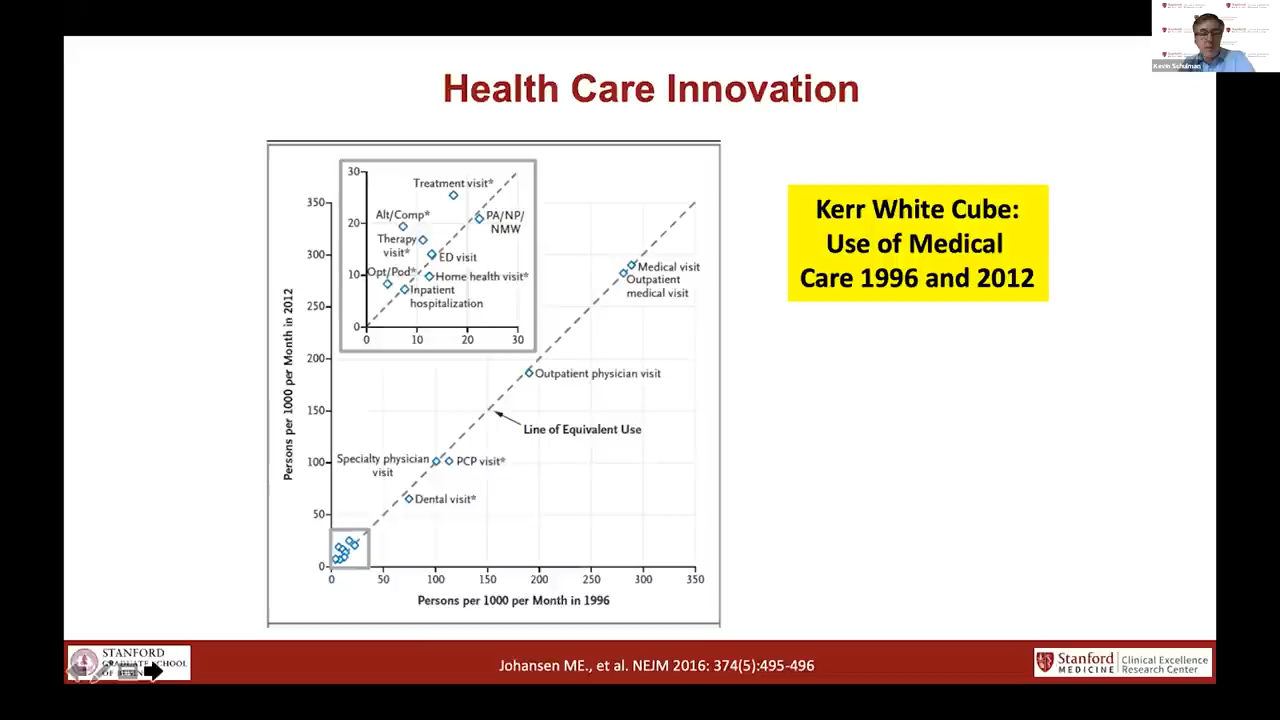 Health Care Innovation
Kevin Schulman
Kerr White Cube:
Use of Medical
Care 1996 and 2012
30
20
10
0
0
10
20
30
Treatment visit*
Alt/Comp*
PA/NP/
NMW
Therapy
visit*
ED visit
Opt/Pod*
Home health visit*
Inpatient
hospitalization
350
300
250
200
150
100
50
0
Persons per 1000 per Month in 2012
Medical visit
Outpatient
medical visit
Outpatient physician visit
Line of Equivalent Use
Specialty physician
visit
PCP visit*
Dental visit*
0
50
100
150
200
250
300
350
Persons per 1000 per Month in 1996
STANFORD
GRADUATE SCHOOL
Johansen ME., et al. NEJM 2016: 374(5):495-496
Stanford
MEDICINE
Clinical Excellence
Research Center